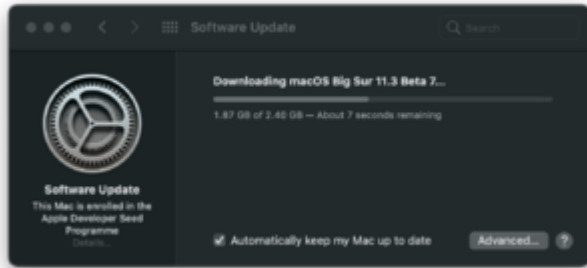 Software Update
Search
Downloading macOS Big Sur 11.3 Beta 7...
1.87 GB of 2.40 GB — About 7 seconds remaining
Software Update
This Mac is enrolled in the
Apple Developer Seed
Programme
Details...
Automatically keep my Mac up to date
Advanced...
?